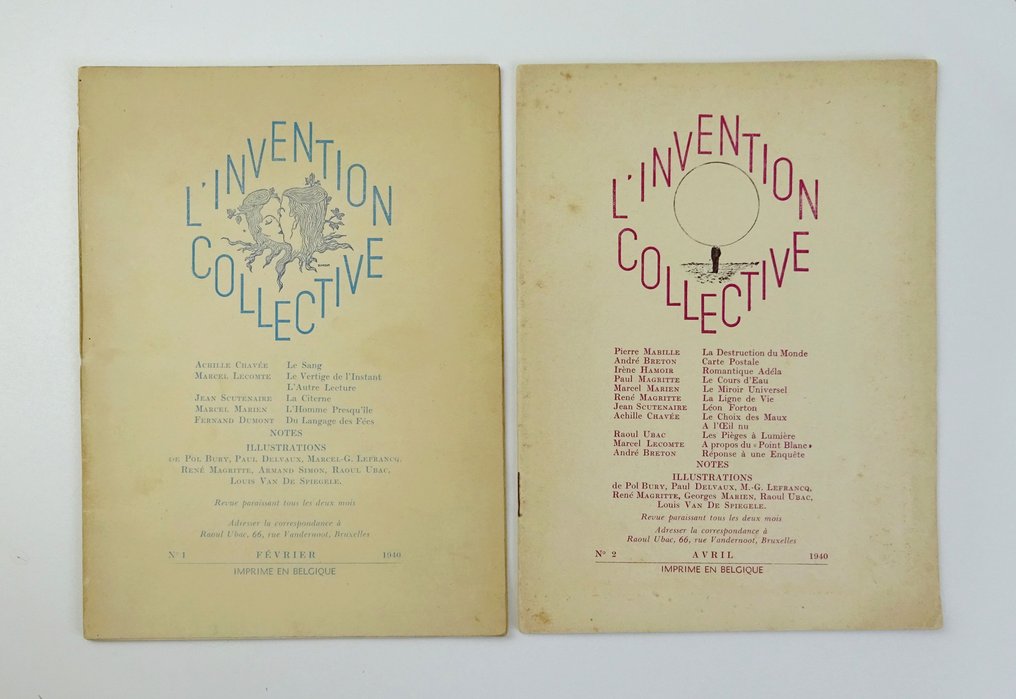 L'INVENTION
COLLECTIVE
ACHILLE CHAVÉE Le Sang
MARCEL LECOMTE Le Vertige de l'Instant
L'Autre Lecture
JEAN SCUTENAIRE La Citerne
MARCEL MARIEN L'Homme Presqu'Ile
FERNAND DUMONT Du Langage des Fées
NOTES
ILLUSTRATIONS
DE POL BURY, PAUL DELVAUX, MARCEL-G. LEFRANCQ,
RENÉ MAGRITTE, ARMAND SIMON, RAOUL UBAC,
LOUIS VAN DE SPIEGELE.
Revue paraissant tous les deux mois
Adresser la correspondance à
Raoul Ubac, 66, rue Vandernoot, Bruxelles
N° 1 FÉVRIER 1940
IMPRIME EN BELGIQUE
L'INVENTION
COLLECTIVE
Pierre MABILLE La Destruction du Monde
André BRETON Carte Postale
Irène HAMOIR Romantique Adéla
Paul MAGRITTE Le Cours d'Eau
Marcel MARIEN Le Miroir Universel
René MAGRITTE La Ligne de Vie
Jean SCUTENAIRE Léon Forton
Achille CHAVÉE Le Choix des Maux
A l'Œil nu
Raoul UBAC Les Pièges à Lumière
Marcel LECOMTE A propos du « Point Blanc »
André BRETON Réponse à une Enquête
NOTES
ILLUSTRATIONS
de POL BURY, PAUL DELVAUX, M.-G. LEFRANCQ,
RENÉ MAGRITTE, GEORGES MARIEN, RAOUL UBAC,
LOUIS VAN DE SPIEGELE.
Revue paraissant tous les deux mois
Adresser la correspondance à
Raoul Ubac, 66, rue Vandernoot, Bruxelles
N° 2 AVRIL 1940
IMPRIME EN BELGIQUE